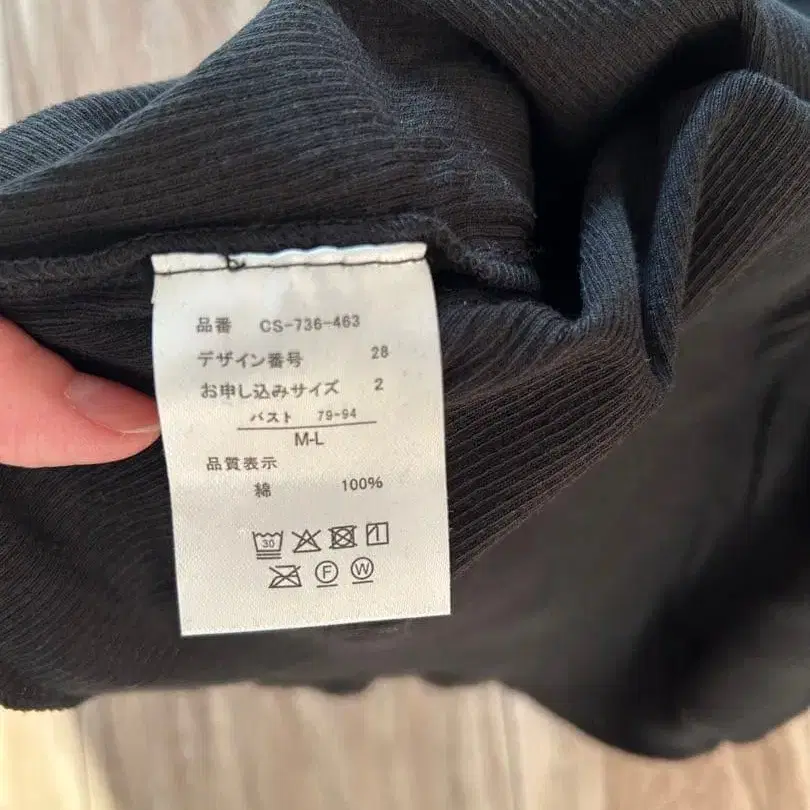 品番 CS-736-463
デザイン番号 28
お申し込みサイズ 2
バスト 79-94
M-L
品質表示
綿 100%
30
F W